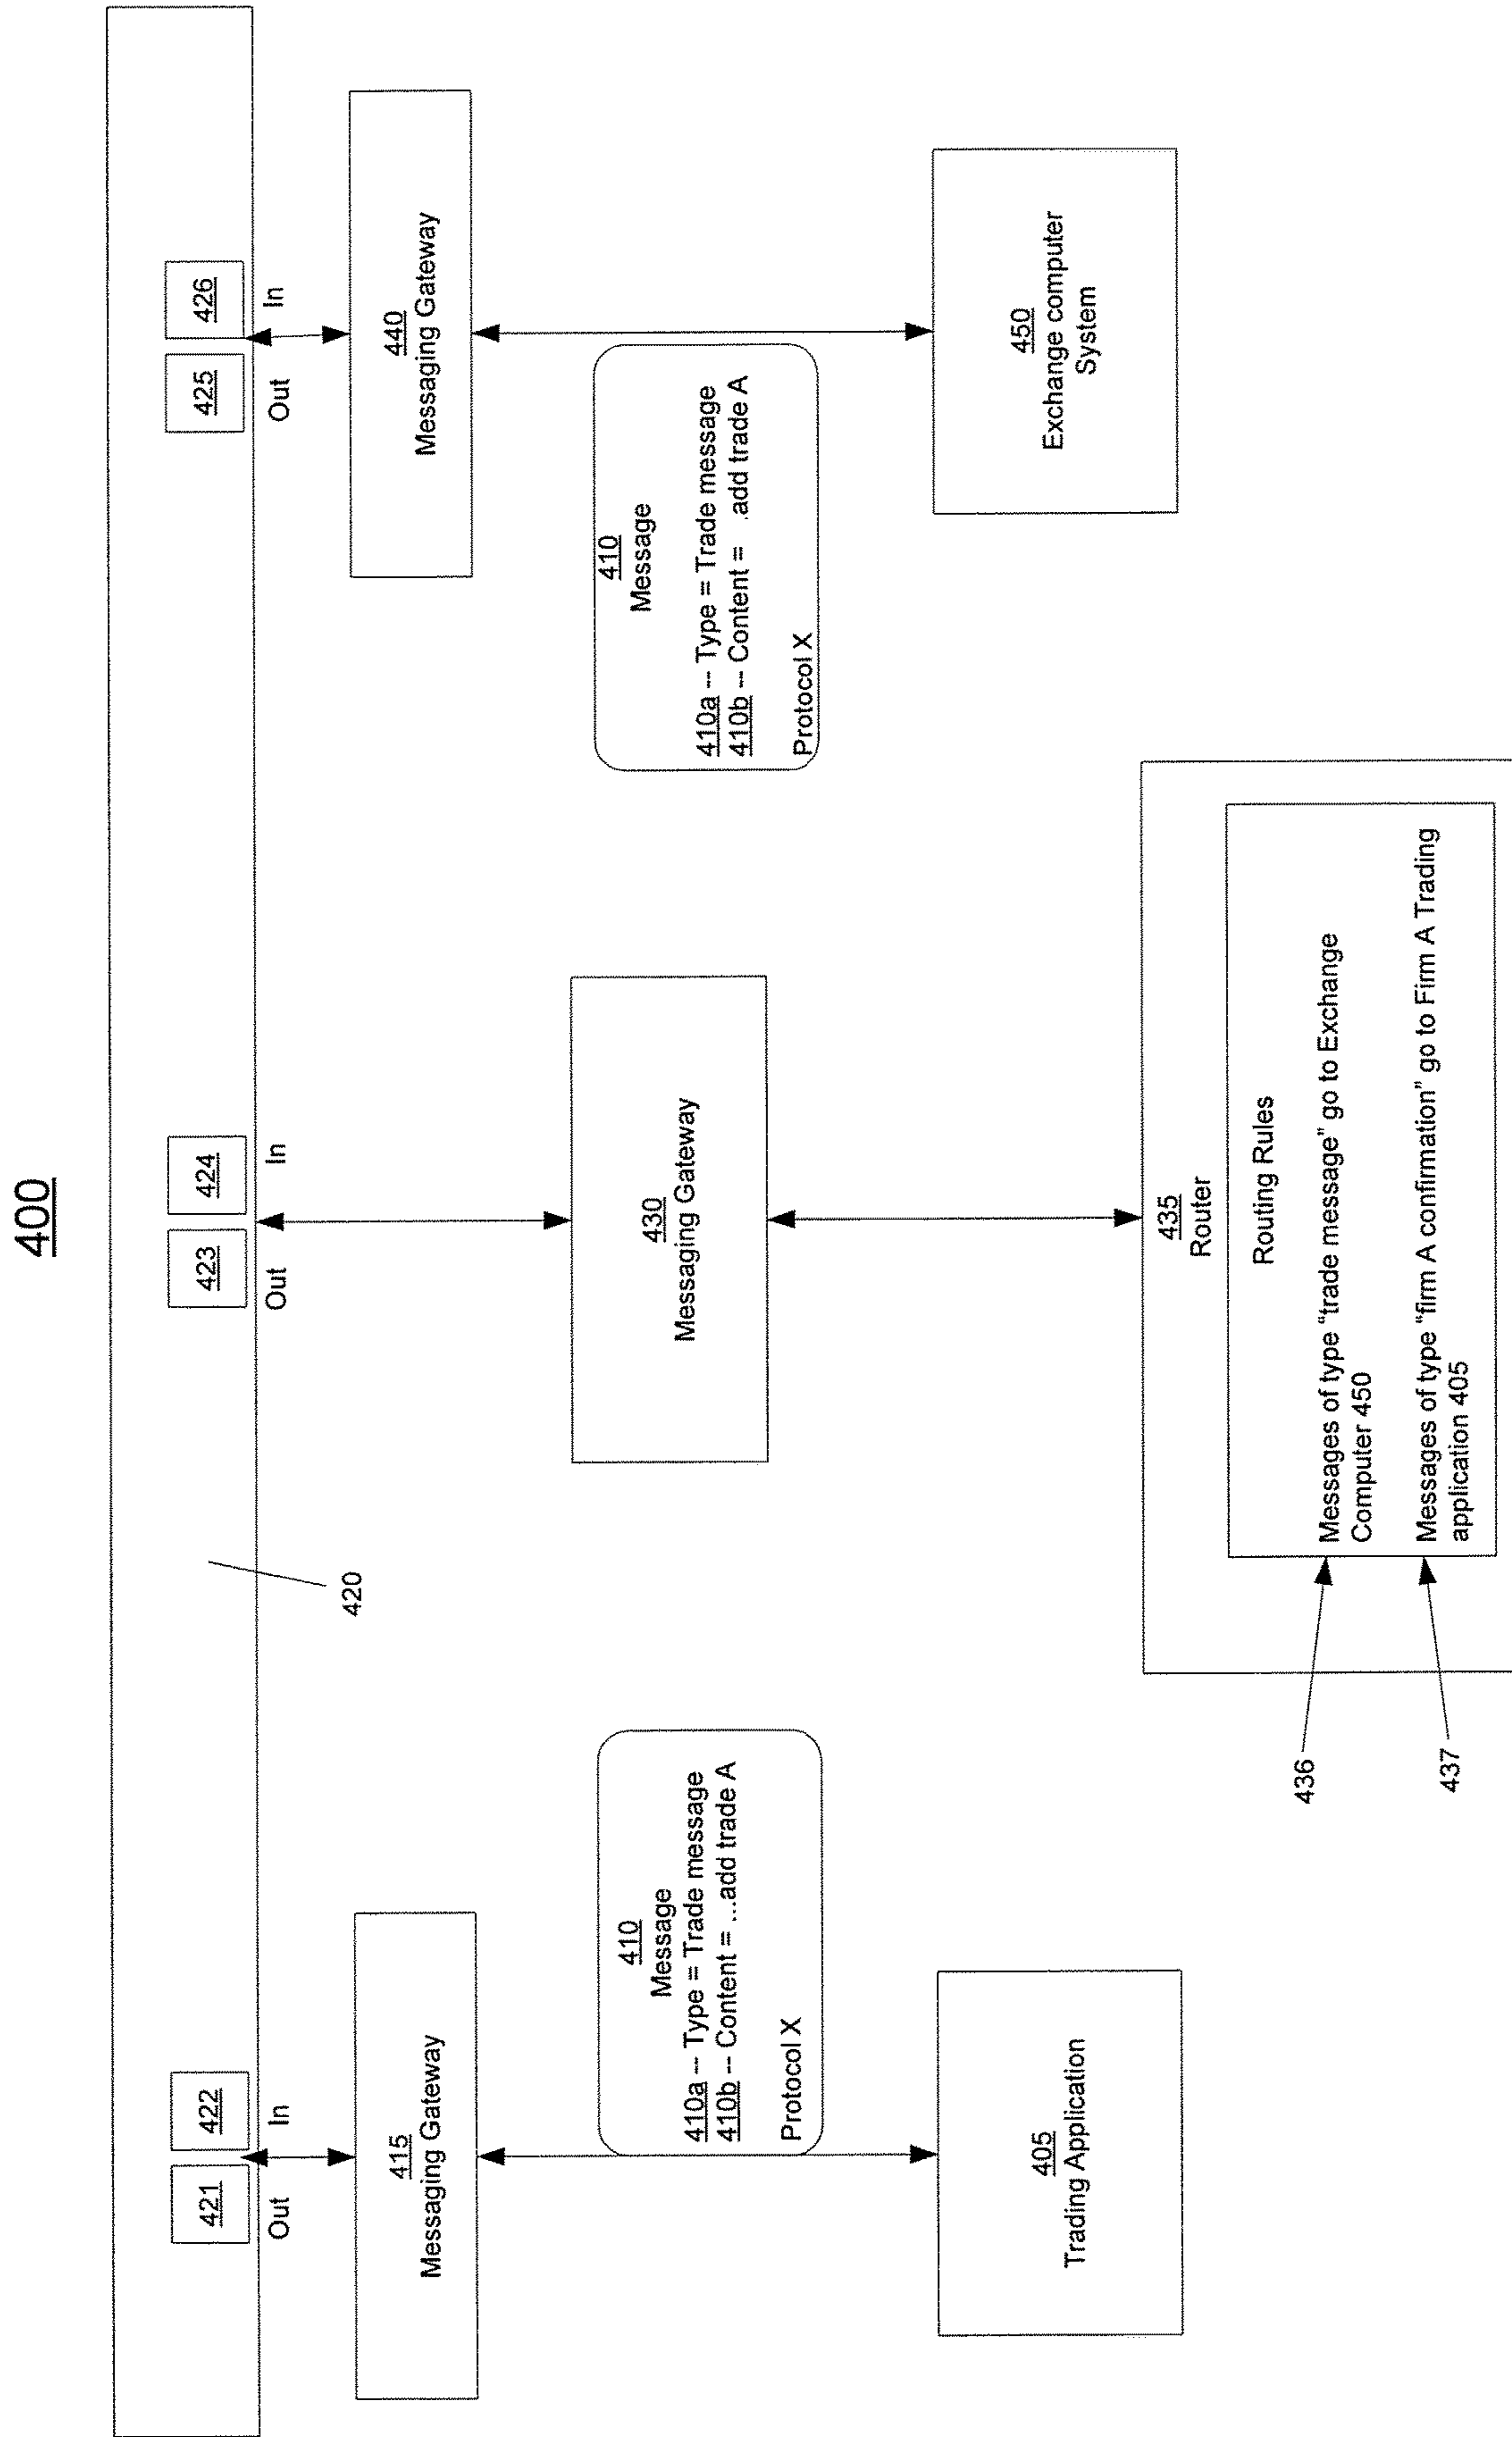 400
421
422
423
424
425
426
Out
In
Out
In
Out
In
420
415
Messaging Gateway
430
Messaging Gateway
440
Messaging Gateway
410
Message
410a -- Type = Trade message
410b -- Content = ...add trade A
Protocol X
410
Message
410a -- Type = Trade message
410b -- Content = .add trade A
Protocol X
405
Trading Application
450
Exchange computer
System
435
Router
Routing Rules
Messages of type “trade message” go to Exchange
Computer 450
Messages of type “firm A confirmation” go to Firm A Trading
application 405
436
437